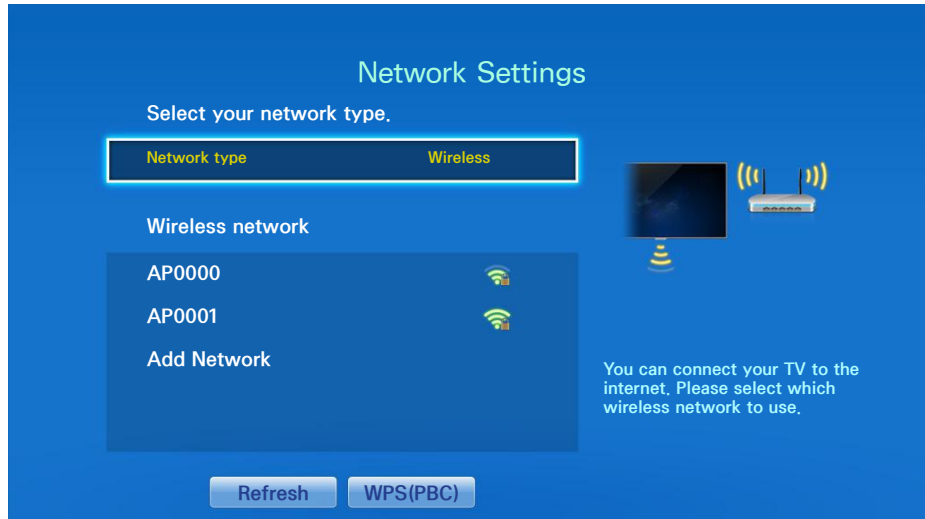 Network Settings
Select your network type.
Network type Wireless
Wireless network
AP0000
AP0001
Add Network
You can connect your TV to the
internet. Please select which
wireless network to use.
Refresh WPS(PBC)